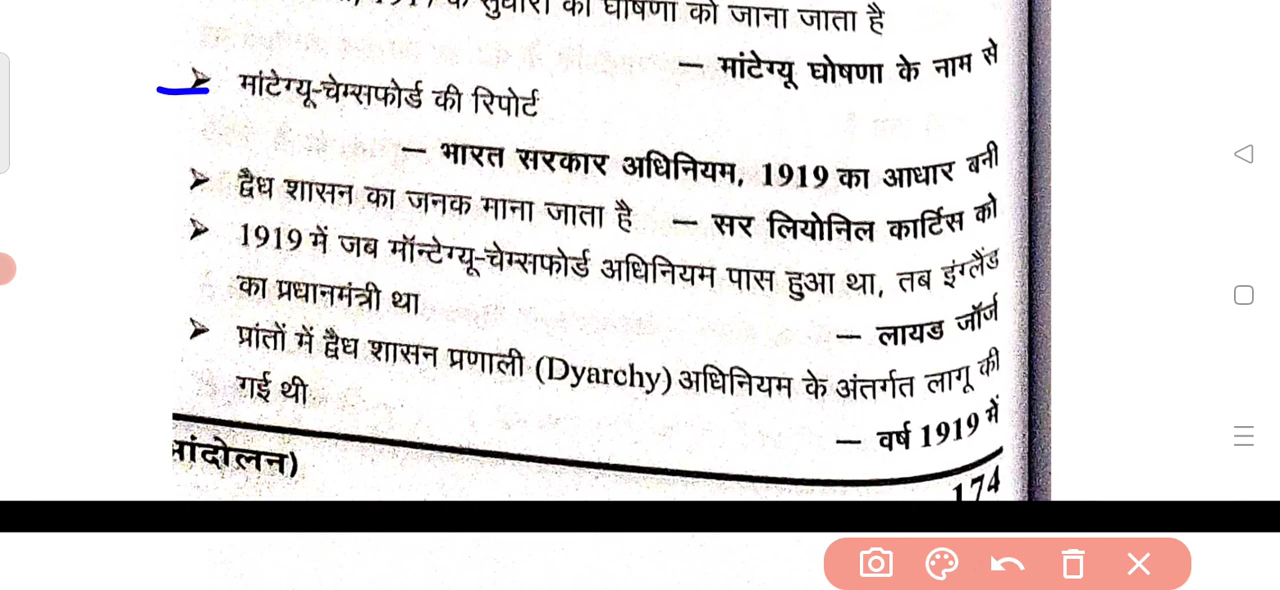 के सुधारों की घोषणा को जाना जाता है
— मांटेग्यू घोषणा के नाम से
➤ मांटेग्यू-चेम्सफोर्ड की रिपोर्ट
— भारत सरकार अधिनियम, 1919 का आधार बनी
➤ द्वैध शासन का जनक माना जाता है — सर लियोनिल कार्टिस को
➤ 1919 में जब मॉन्टेग्यू-चेम्सफोर्ड अधिनियम पास हुआ था, तब इंग्लैंड
का प्रधानमंत्री था
— लायड जॉर्ज
➤ प्रांतों में द्वैध शासन प्रणाली (Dyarchy) अधिनियम के अंतर्गत लागू की
गई थी
— वर्ष 1919 में
आंदोलन)
174